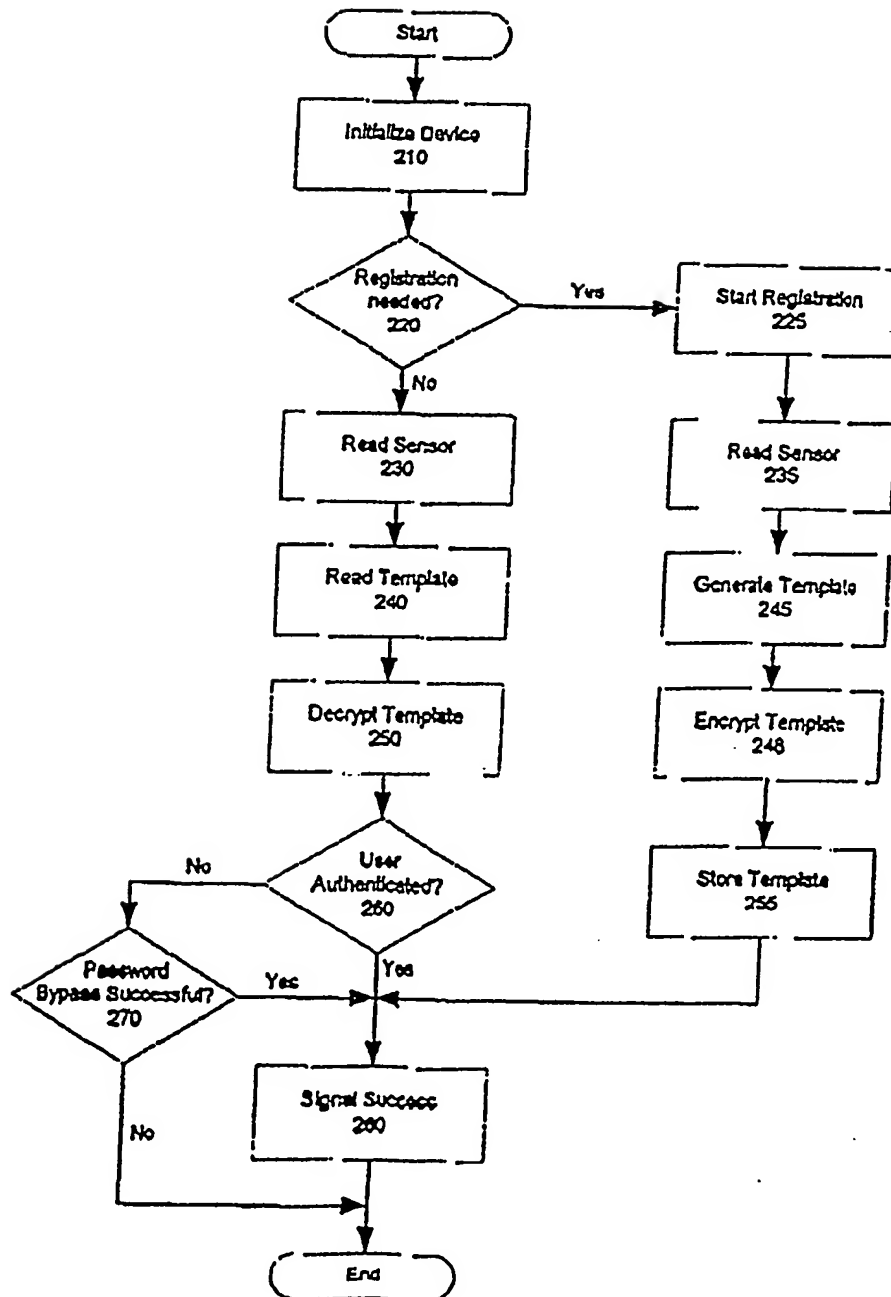 Start
Initialize Device
210
Registration
needed?
220
Yes
Start Registration
225
No
Read Sensor
230
Read Sensor
235
Read Template
240
Generate Template
245
Decrypt Template
250
Encrypt Template
248
No
User
Authenticated?
260
Store Template
255
Password
Bypass Successful?
270
Yes
Yes
Signal Success
280
No
End